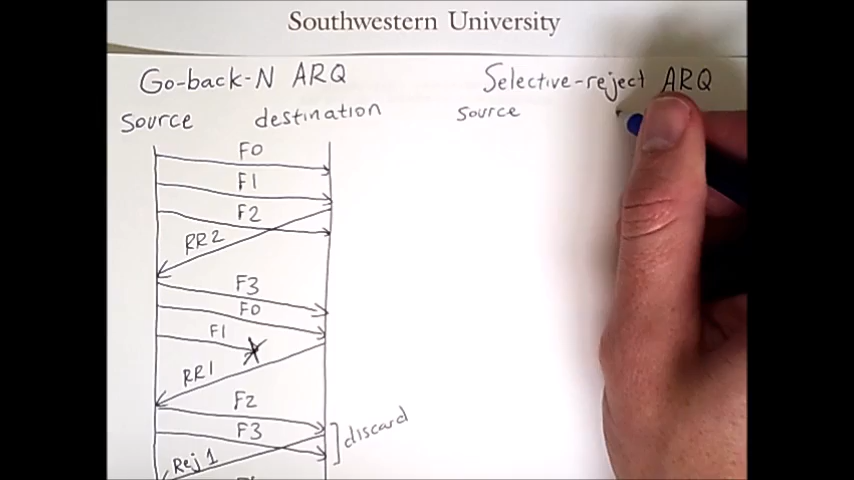 Southwestern University
Go-back-N ARQ
Selective-reject ARQ
Source destination
Source
F0
F1
F2
RR2
F3
F0
F1
RR1
F2
F3
discard
Rej 1